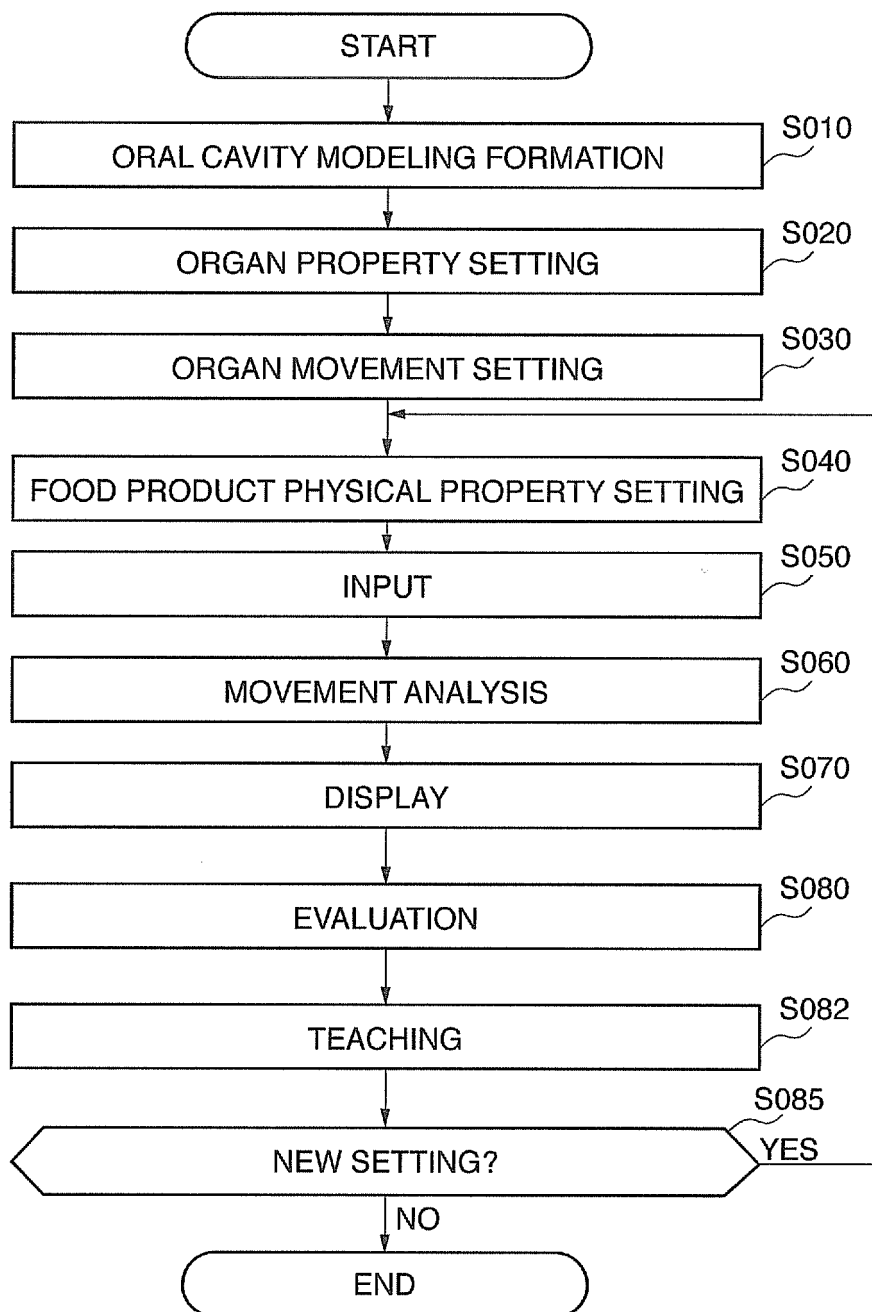 START
S010
ORAL CAVITY MODELING FORMATION
S020
ORGAN PROPERTY SETTING
S030
ORGAN MOVEMENT SETTING
S040
FOOD PRODUCT PHYSICAL PROPERTY SETTING
S050
INPUT
S060
MOVEMENT ANALYSIS
S070
DISPLAY
S080
EVALUATION
S082
TEACHING
S085
NEW SETTING?
YES
NO
END